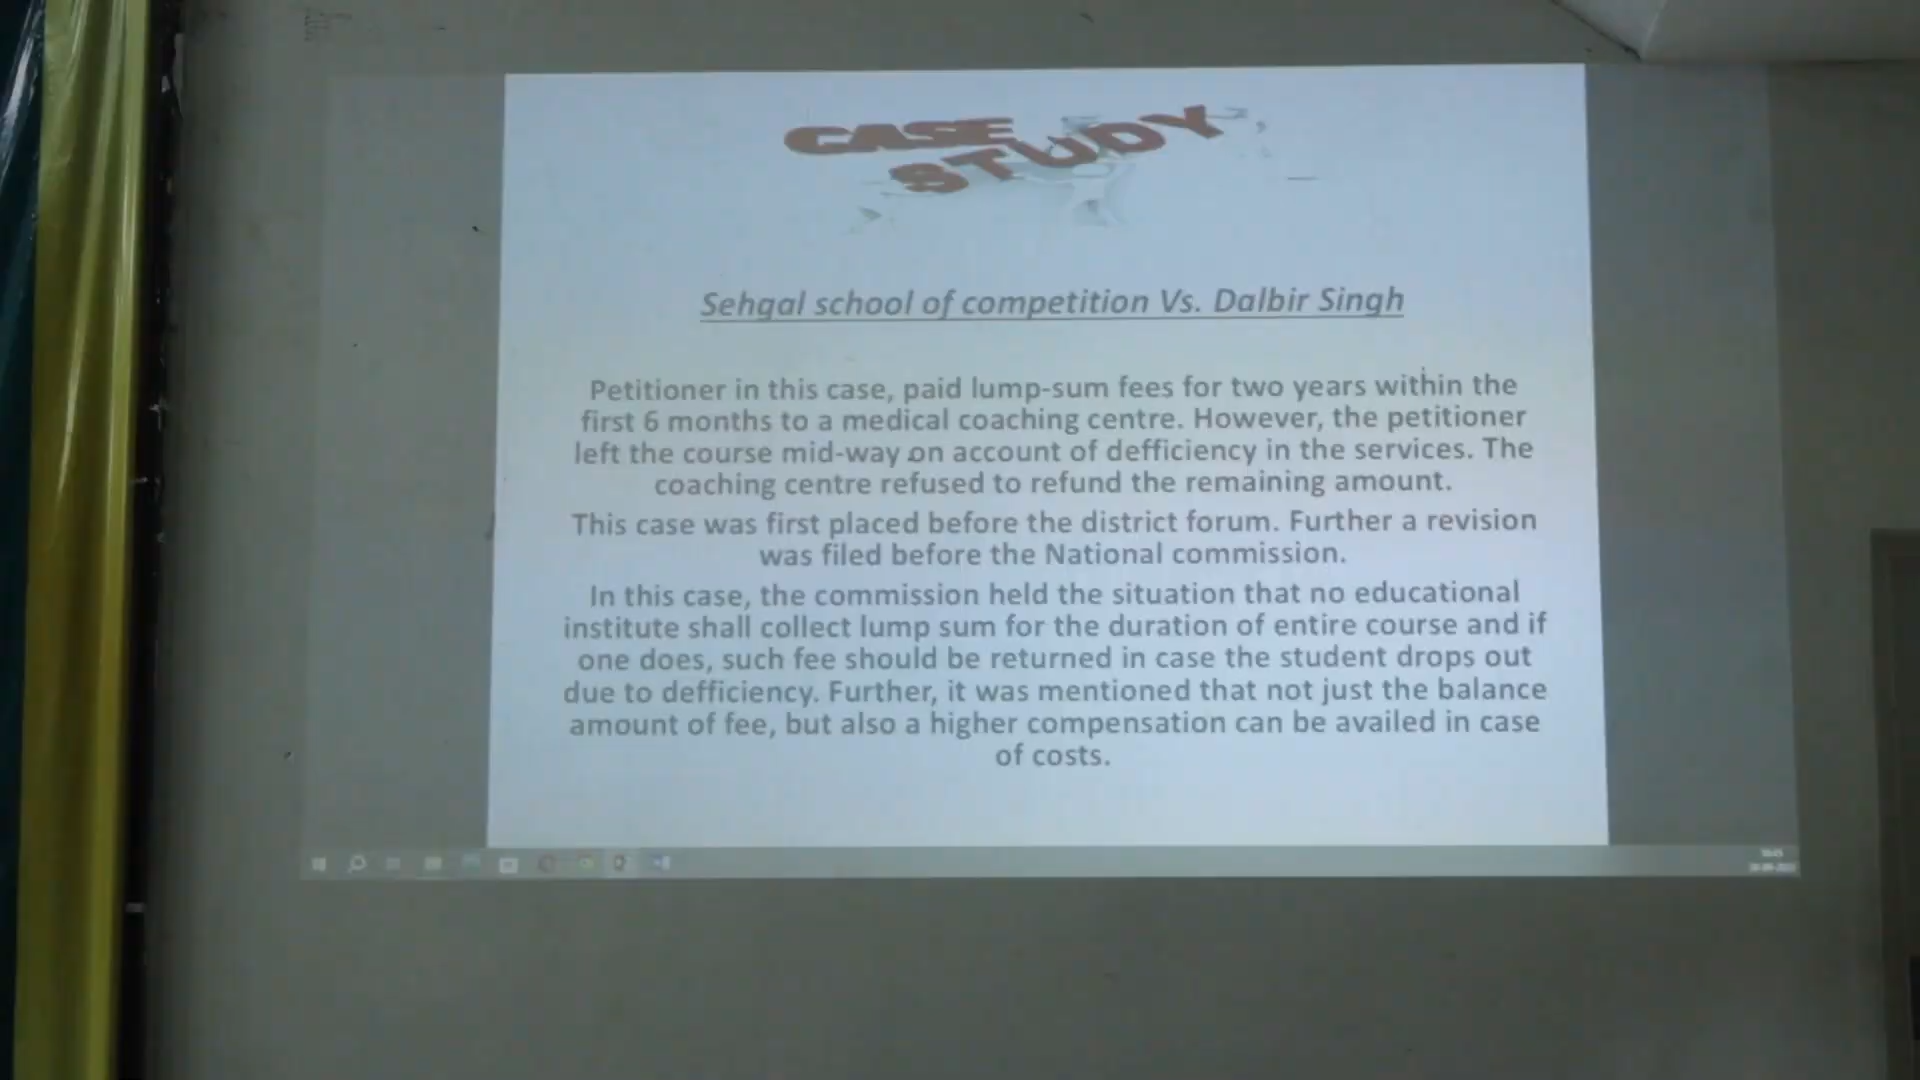 CASE
STUDY
Sehgal school of competition Vs. Dalbir Singh
Petitioner in this case, paid lump-sum fees for two years within the
first 6 months to a medical coaching centre. However, the petitioner
left the course mid-way on account of defficiency in the services. The
coaching centre refused to refund the remaining amount.
This case was first placed before the district forum. Further a revision
was filed before the National commission.
In this case, the commission held the situation that no educational
institute shall collect lump sum for the duration of entire course and if
one does, such fee should be returned in case the student drops out
due to defficiency. Further, it was mentioned that not just the balance
amount of fee, but also a higher compensation can be availed in case
of costs.